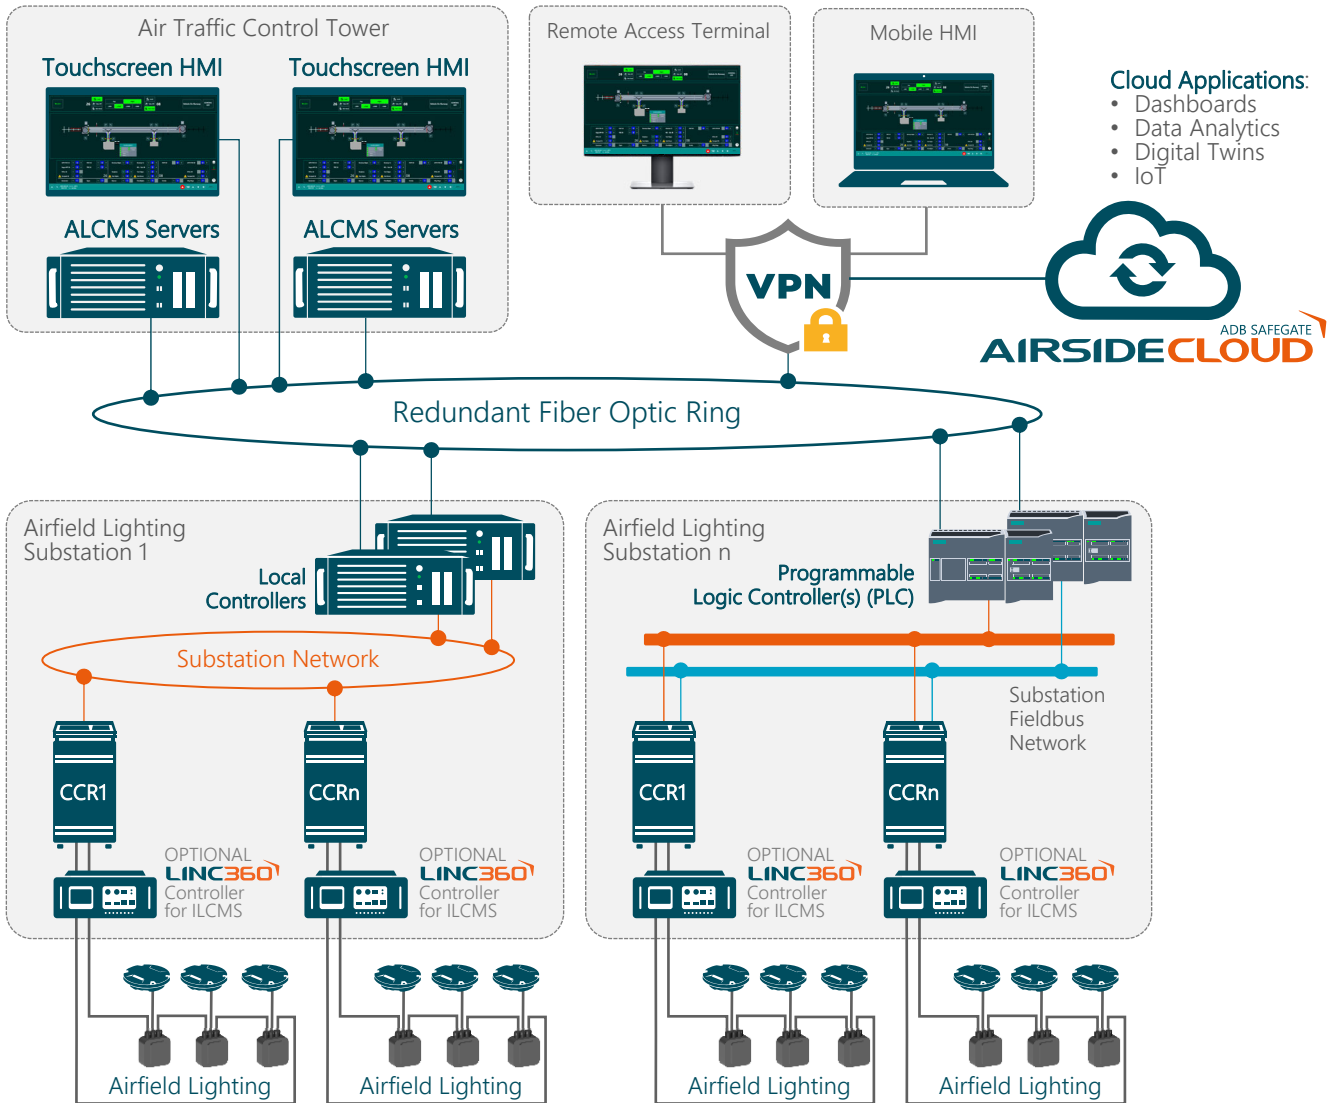 Air Traffic Control Tower
Touchscreen HMI
Touchscreen HMI
ALCMS Servers
ALCMS Servers
Remote Access Terminal
Mobile HMI
Cloud Applications:
• Dashboards
• Data Analytics
• Digital Twins
• IoT
VPN
ADB SAFEGATE
AIRSIDECLOUD
Redundant Fiber Optic Ring
Airfield Lighting
Substation 1
Local
Controllers
Substation Network
CCR1
CCRn
OPTIONAL
LINC360
Controller
for ILCMS
OPTIONAL
LINC360
Controller
for ILCMS
Airfield Lighting
Airfield Lighting
Airfield Lighting
Substation n
Programmable
Logic Controller(s) (PLC)
Substation
Fieldbus
Network
CCR1
CCRn
OPTIONAL
LINC360
Controller
for ILCMS
OPTIONAL
LINC360
Controller
for ILCMS
Airfield Lighting
Airfield Lighting